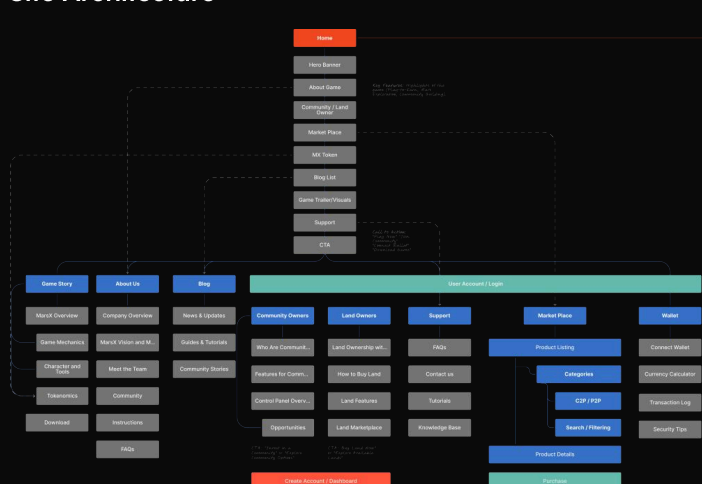 Home
Hero Banner
About Game
Community / Land
Owner
Market Place
MX Token
Blog List
Game Trailer/Visuals
Support
CTA
Game Story
About Us
Blog
User Account / Login
MarsX Overview
Company Overview
News & Updates
Community Owners
Land Owners
Support
Market Place
Wallet
Game Mechanics
MarsX Vision and M...
Guides & Tutorials
Who Are Communit...
Land Ownership wit...
FAQs
Product Listing
Connect Wallet
Character and
Tools
Meet the Team
Community Stories
Features for Comm...
How to Buy Land
Contact us
Categories
Currency Calculator
Tokenomics
Community
Control Panel Overv...
Land Features
Tutorials
C2P / P2P
Transaction Log
Download
Instructions
Opportunities
Land Marketplace
Knowledge Base
Search / Filtering
Security Tips
FAQs
Product Details
Create Account / Dashboard
Purchase